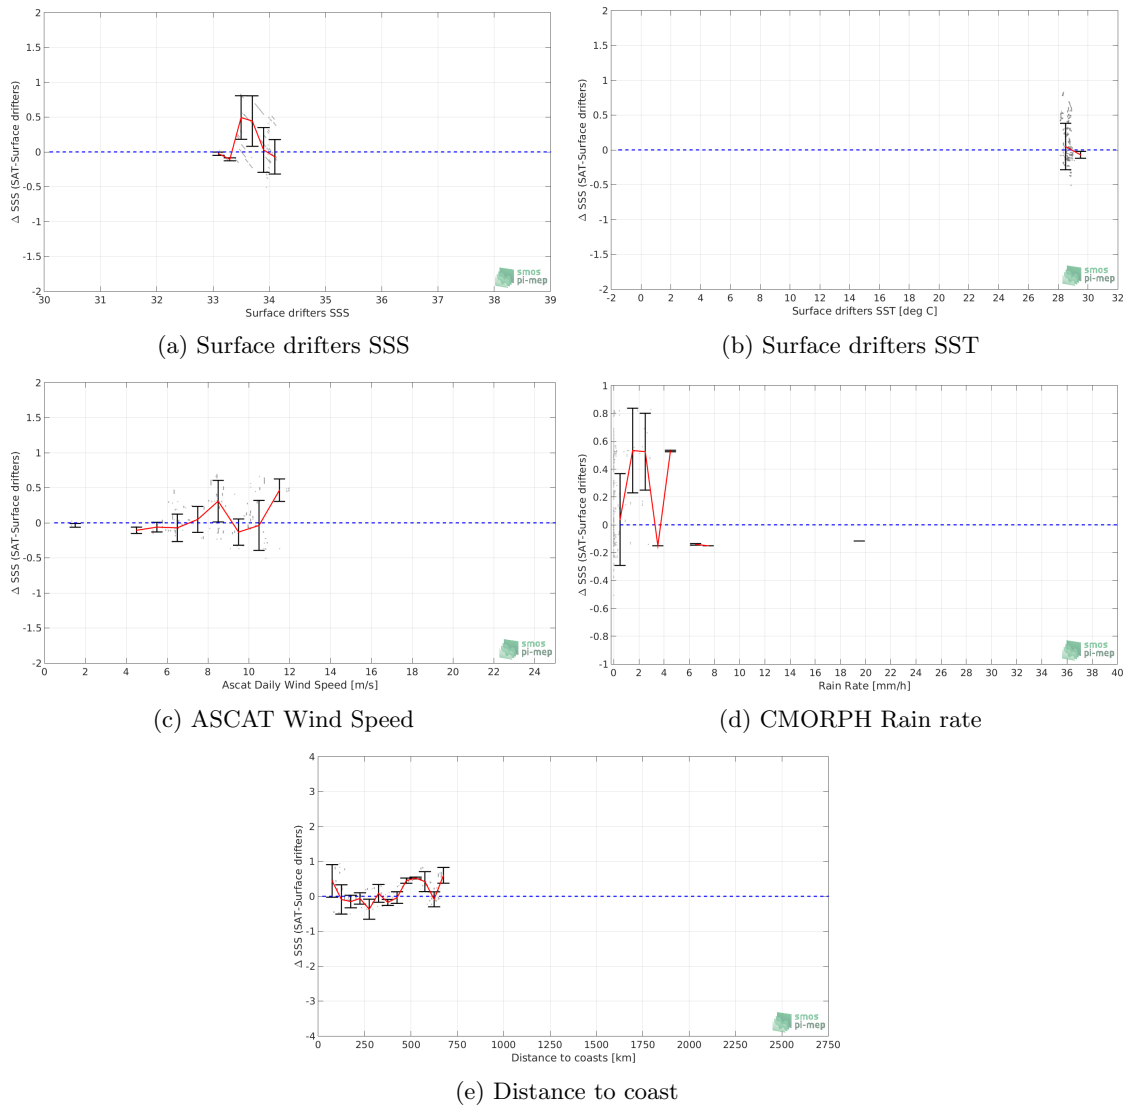 2
1.5
1
0.5
0
-0.5
-1
-1.5
-2
Δ SSS (SAT-Surface drifters)
30 31 32 33 34 35 36 37 38 39
Surface drifters SSS
smos
pi-mep
(a) Surface drifters SSS
2
1.5
1
0.5
0
-0.5
-1
-1.5
-2
Δ SSS (SAT-Surface drifters)
-2 0 2 4 6 8 10 12 14 16 18 20 22 24 26 28 30 32
Surface drifters SST [deg C]
smos
pi-mep
(b) Surface drifters SST
2
1.5
1
0.5
0
-0.5
-1
-1.5
-2
Δ SSS (SAT-Surface drifters)
0 2 4 6 8 10 12 14 16 18 20 22 24
Ascat Daily Wind Speed [m/s]
smos
pi-mep
(c) ASCAT Wind Speed
1
0.8
0.6
0.4
0.2
0
-0.2
-0.4
-0.6
-0.8
-1
Δ SSS (SAT-Surface drifters)
0 2 4 6 8 10 12 14 16 18 20 22 24 26 28 30 32 34 36 38 40
Rain Rate [mm/h]
smos
pi-mep
(d) CMORPH Rain rate
4
3
2
1
0
-1
-2
-3
-4
Δ SSS (SAT-Surface drifters)
0 250 500 750 1000 1250 1500 1750 2000 2250 2500 2750
Distance to coasts [km]
smos
pi-mep
(e) Distance to coast